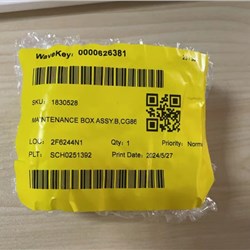 WaveKey: 0000626381
SKU: 1830528
MAINTENANCE BOX ASSY.B,CG86
LOC: 2F6244N1 Qty: 1 Priority: Norm
PLT: SCH0251392 Print Date: 2024/5/27